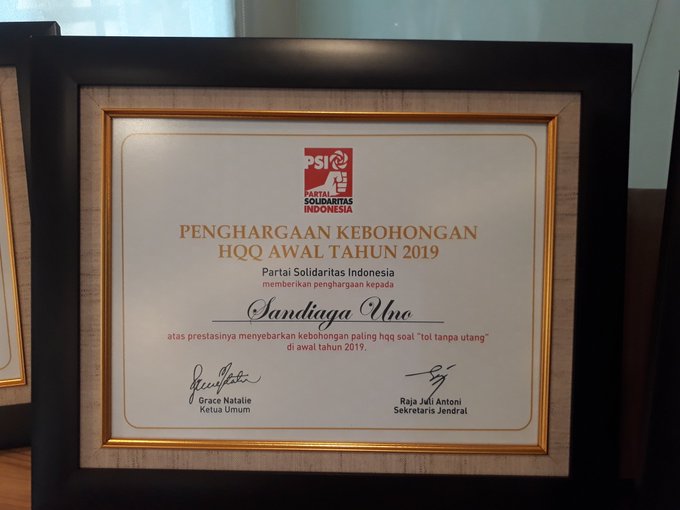 PSI
PARTAI
SOLIDARITAS
INDONESIA
PENGHARGAAN KEBOHONGAN
HQQ AWAL TAHUN 2019
Partai Solidaritas Indonesia
memberikan penghargaan kepada
Sandiaga Uno
atas prestasinya menyebarkan kebohongan paling hqq soal "tol tanpa utang"
di awal tahun 2019.
Grace Natalie
Ketua Umum
Raja Juli Antoni
Sekretaris Jendral